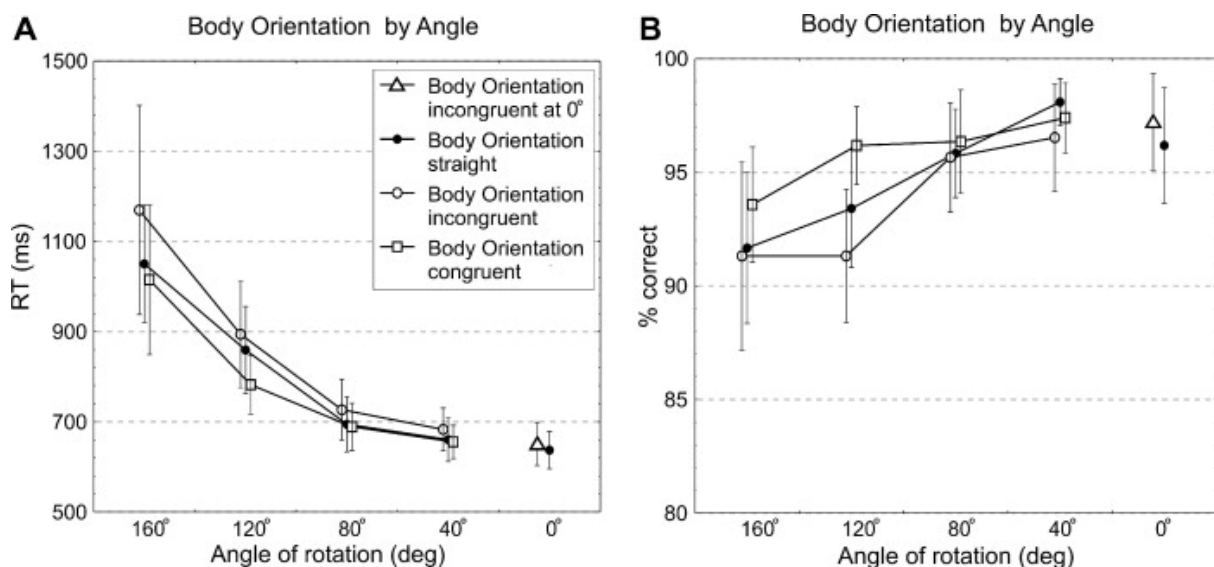 A
Body Orientation by Angle
1500
1300
1100
900
700
500
RT (ms)
Body Orientation
incongruent at 0°
Body Orientation
straight
Body Orientation
incongruent
Body Orientation
congruent
160° 120° 80° 40° 0°
Angle of rotation (deg)
B
Body Orientation by Angle
100
95
90
85
80
% correct
160° 120° 80° 40° 0°
Angle of rotation (deg)